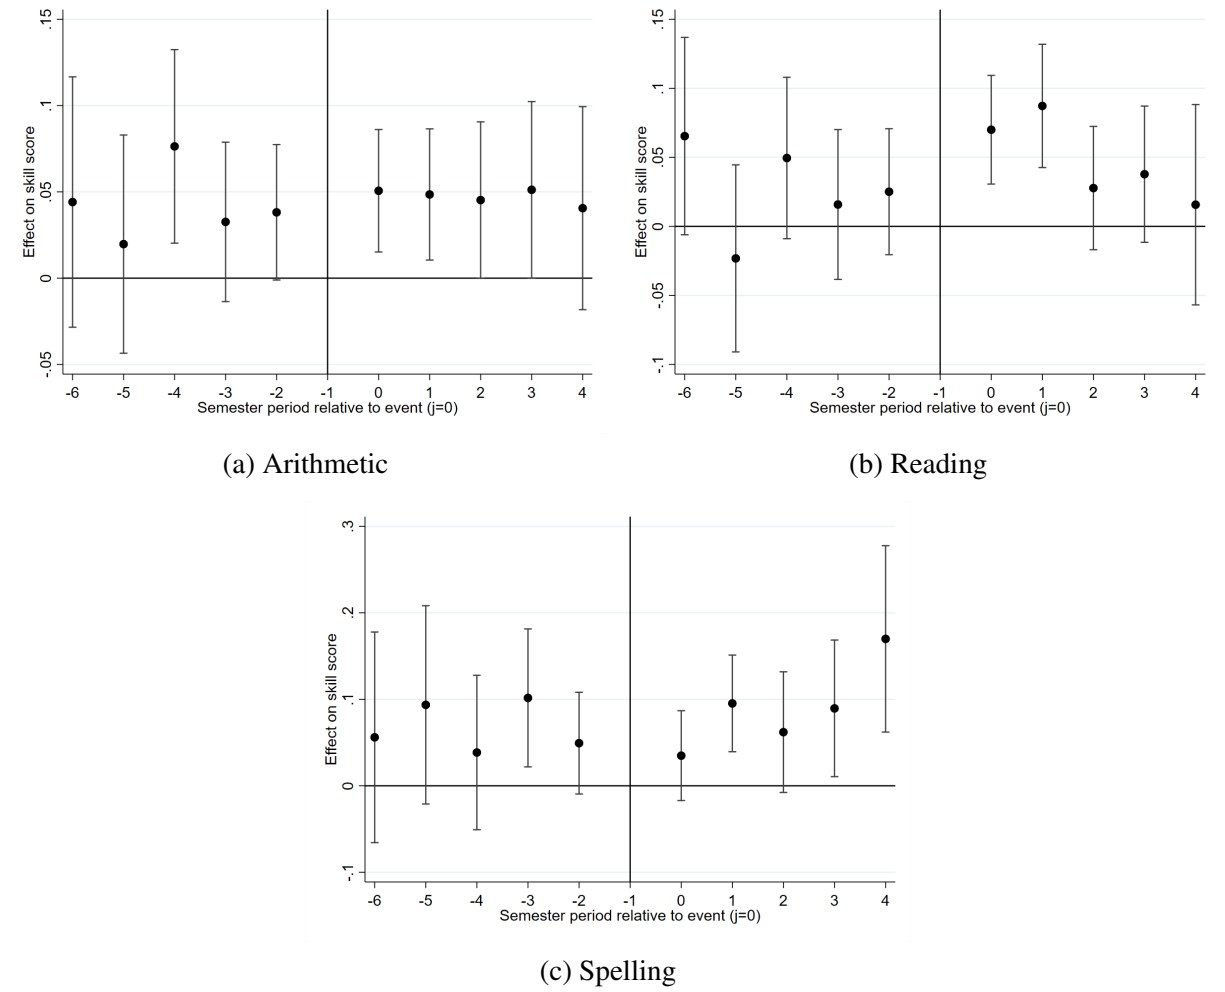 Effect on skill score
.15
.1
.05
0
-.05
-6 -5 -4 -3 -2 -1 0 1 2 3 4
Semester period relative to event (j=0)
(a) Arithmetic
Effect on skill score
.15
.1
.05
0
-.05
-.1
-6 -5 -4 -3 -2 -1 0 1 2 3 4
Semester period relative to event (j=0)
(b) Reading
Effect on skill score
.3
.2
.1
0
-.1
-6 -5 -4 -3 -2 -1 0 1 2 3 4
Semester period relative to event (j=0)
(c) Spelling